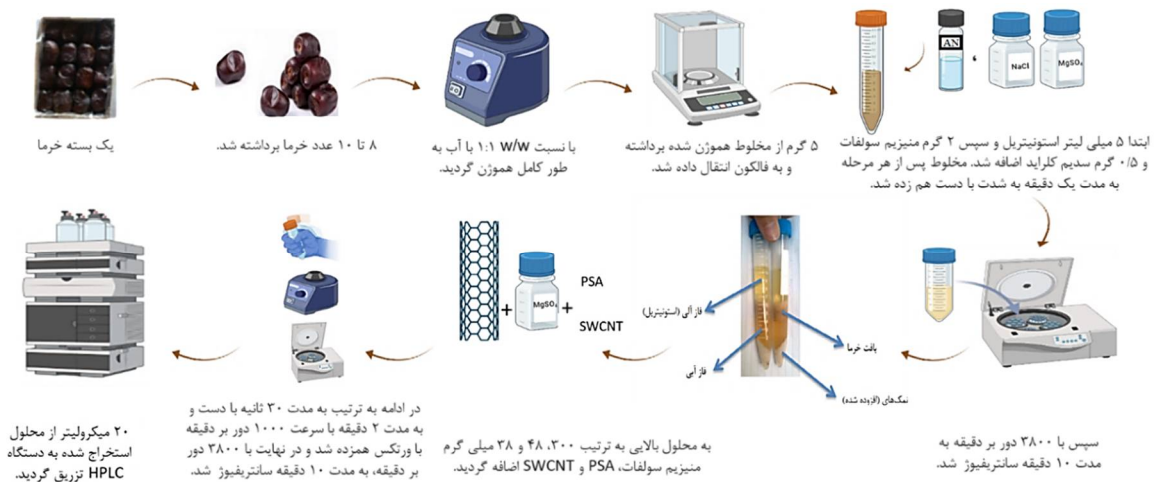 یک بسته خرما
۸ تا ۱۰ عدد خرما برداشته شد.
با نسبت ۱:۱ w/w با آب به
طور کامل هموژن گردید.
۵ گرم از مخلوط هموژن شده برداشته
و به فالکون انتقال داده شد.
AN
،
NaCl
MgSO₄
ابتدا ۵ میلی لیتر استونیتریل و سپس ۲ گرم منیزیم سولفات
و ۰/۵ گرم سدیم کلراید اضافه شد. مخلوط پس از هر مرحله
به مدت یک دقیقه به شدت با دست هم زده شد.
سپس با ۳۸۰۰ دور بر دقیقه به
مدت ۱۰ دقیقه سانتریفیوژ شد.
فاز آلی (استونیتریل)
فاز آبی
بافت خرما
نمک‌های (افزوده شده)
+
MgSO₄
+
PSA
SWCNT
به محلول بالایی به ترتیب ۳۰۰، ۴۸ و ۳۸ میلی گرم
منیزیم سولفات، PSA و SWCNT اضافه گردید.
در ادامه به ترتیب به مدت ۳۰ ثانیه با دست و
به مدت ۲ دقیقه با سرعت ۱۰۰۰ دور بر دقیقه
با ورتکس همزده شد و در نهایت با ۳۸۰۰ دور
بر دقیقه، به مدت ۱۰ دقیقه سانتریفیوژ شد.
۲۰ میکرولیتر از محلول
استخراج شده به دستگاه
HPLC تزریق گردید.